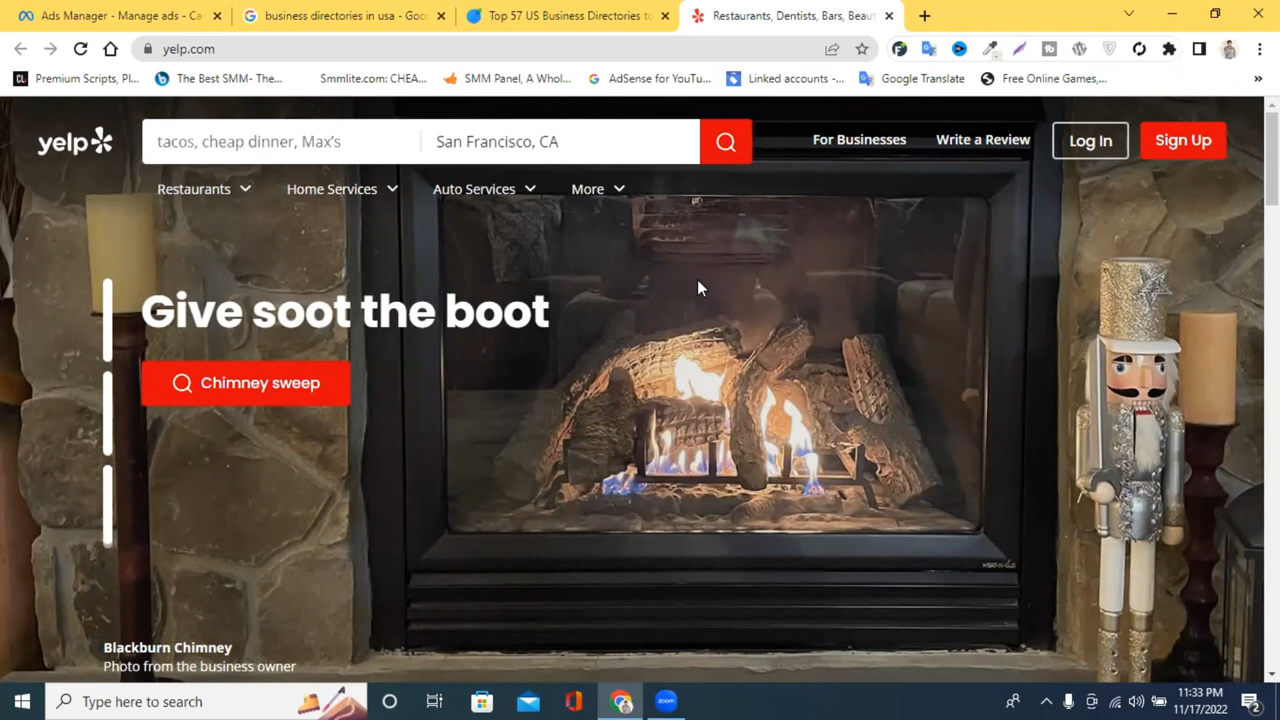 Ads Manager - Manage ads - Ca
business directories in usa - Goo
Top 57 US Business Directories to
Restaurants, Dentists, Bars, Beaut
yelp.com
CL Premium Scripts, Pl...
b The Best SMM- The...
Smmlite.com: CHEA...
SMM Panel, A Whol...
G AdSense for YouTu...
Linked accounts -...
Google Translate
Free Online Games,...
»
yelp
tacos, cheap dinner, Max's
San Francisco, CA
For Businesses
Write a Review
Log In
Sign Up
Restaurants
Home Services
Auto Services
More
Give soot the boot
Chimney sweep
Blackburn Chimney
Photo from the business owner
Type here to search
zoom
11:33 PM
11/17/2022
2